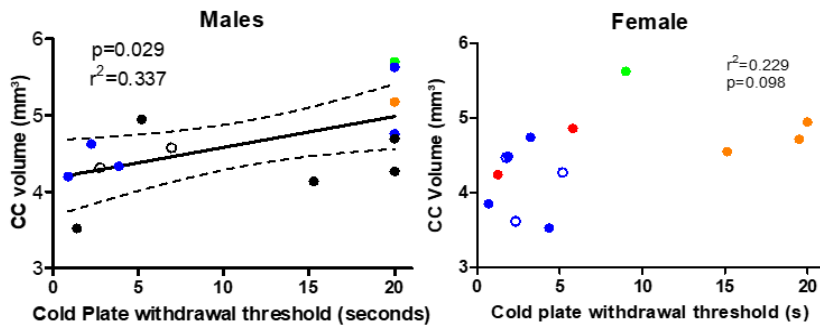 Males
p=0.029
r²=0.337
CC volume (mm³)
6
5
4
3
0
5
10
15
20
Cold Plate withdrawal threshold (seconds)
Female
r²=0.229
p=0.098
CC Volume (mm³)
6
5
4
3
0
5
10
15
20
Cold plate withdrawal threshold (s)